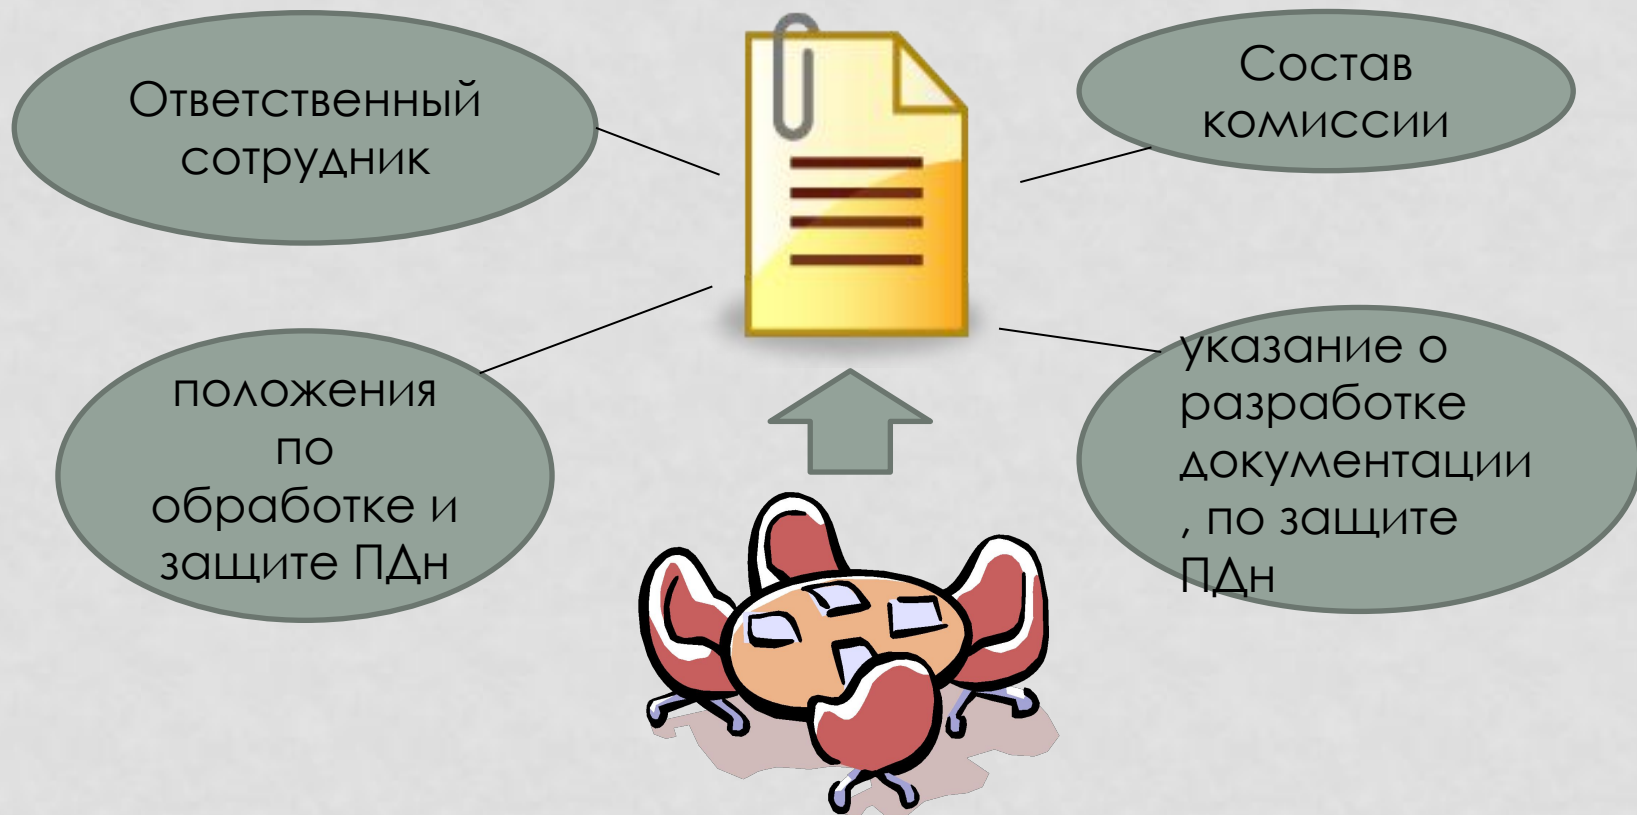 Ответственный
сотрудник
Состав
комиссии
положения
по
обработке и
защите ПДн
указание о
разработке
документации
, по защите
ПДн